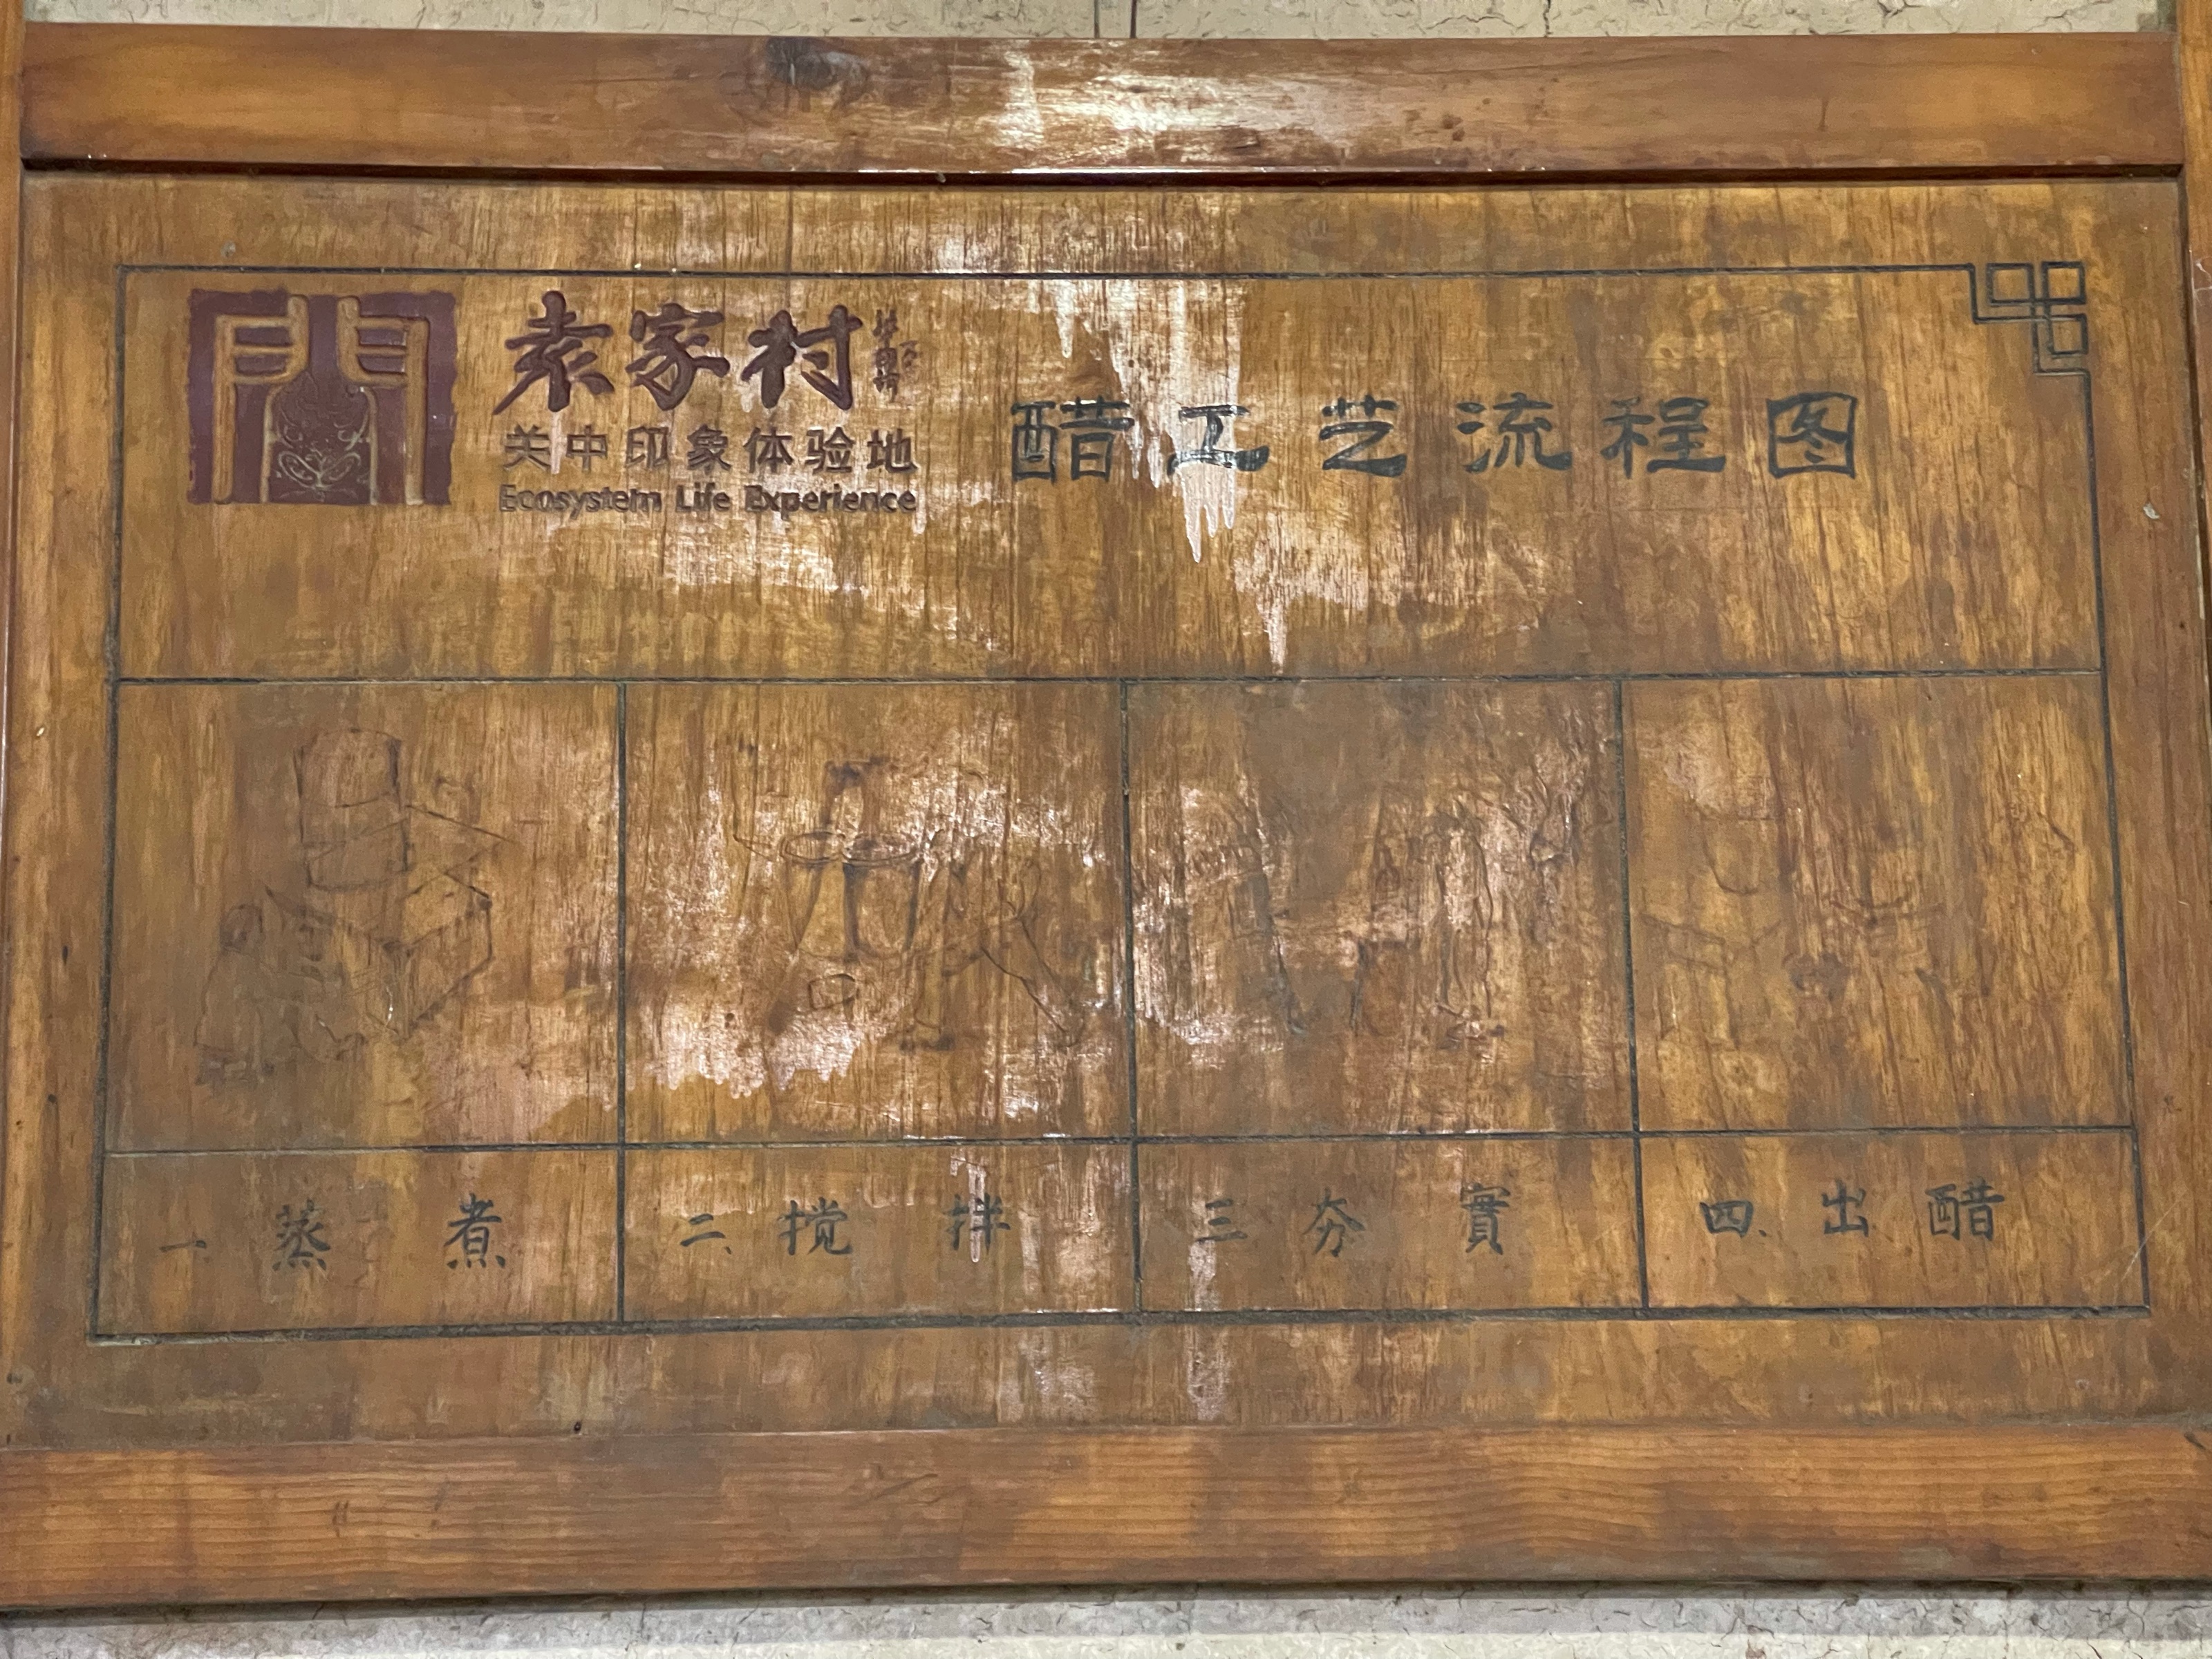 袁家村
关中印象体验地
Ecosystem Life Experience
醋工艺流程图
一、蒸煮
二、搅拌
三、夯實
四、出醋